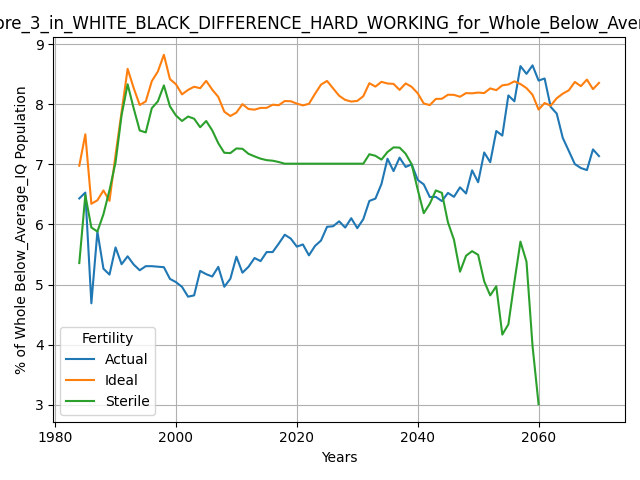 ore_3_in_WHITE_BLACK_DIFFERENCE_HARD_WORKING_for_Whole_Below_Aver
% of Whole Below_Average_IQ Population
9
8
7
6
5
4
3
Fertility
Actual
Ideal
Sterile
1980
2000
2020
2040
2060
Years